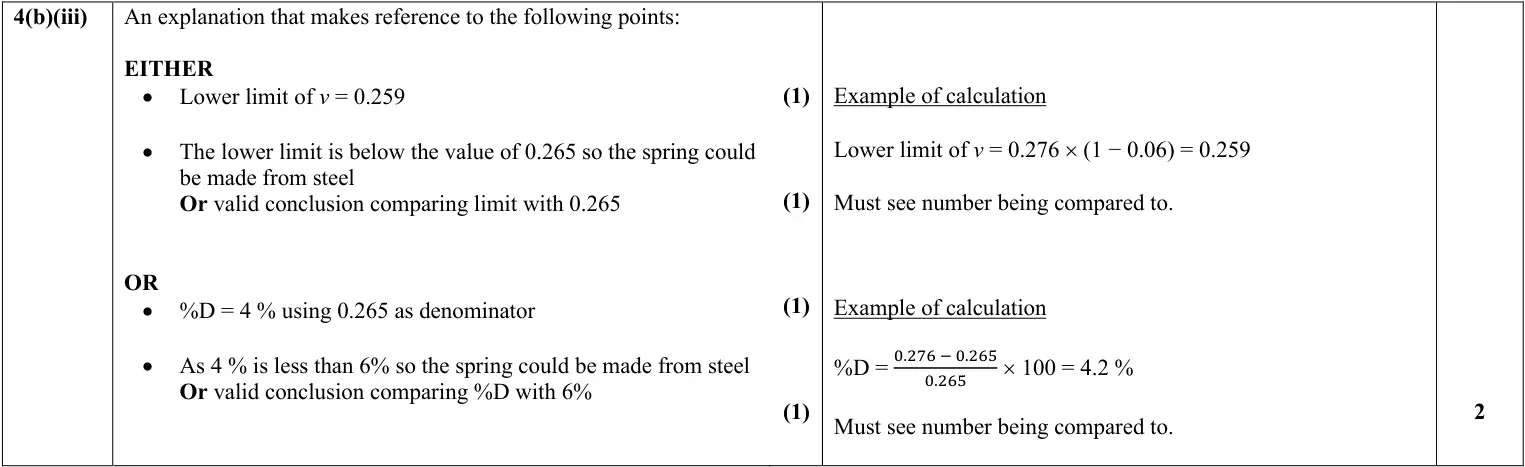 4(b)(iii) An explanation that makes reference to the following points:
EITHER
• Lower limit of v = 0.259 (1)
• The lower limit is below the value of 0.265 so the spring could
be made from steel
Or valid conclusion comparing limit with 0.265 (1)
OR
• %D = 4 % using 0.265 as denominator (1)
• As 4 % is less than 6% so the spring could be made from steel
Or valid conclusion comparing %D with 6%
(1)
Example of calculation
Lower limit of v = 0.276 × (1 − 0.06) = 0.259
Must see number being compared to.
Example of calculation
%D = (0.276 − 0.265)/0.265 × 100 = 4.2 %
Must see number being compared to.
2